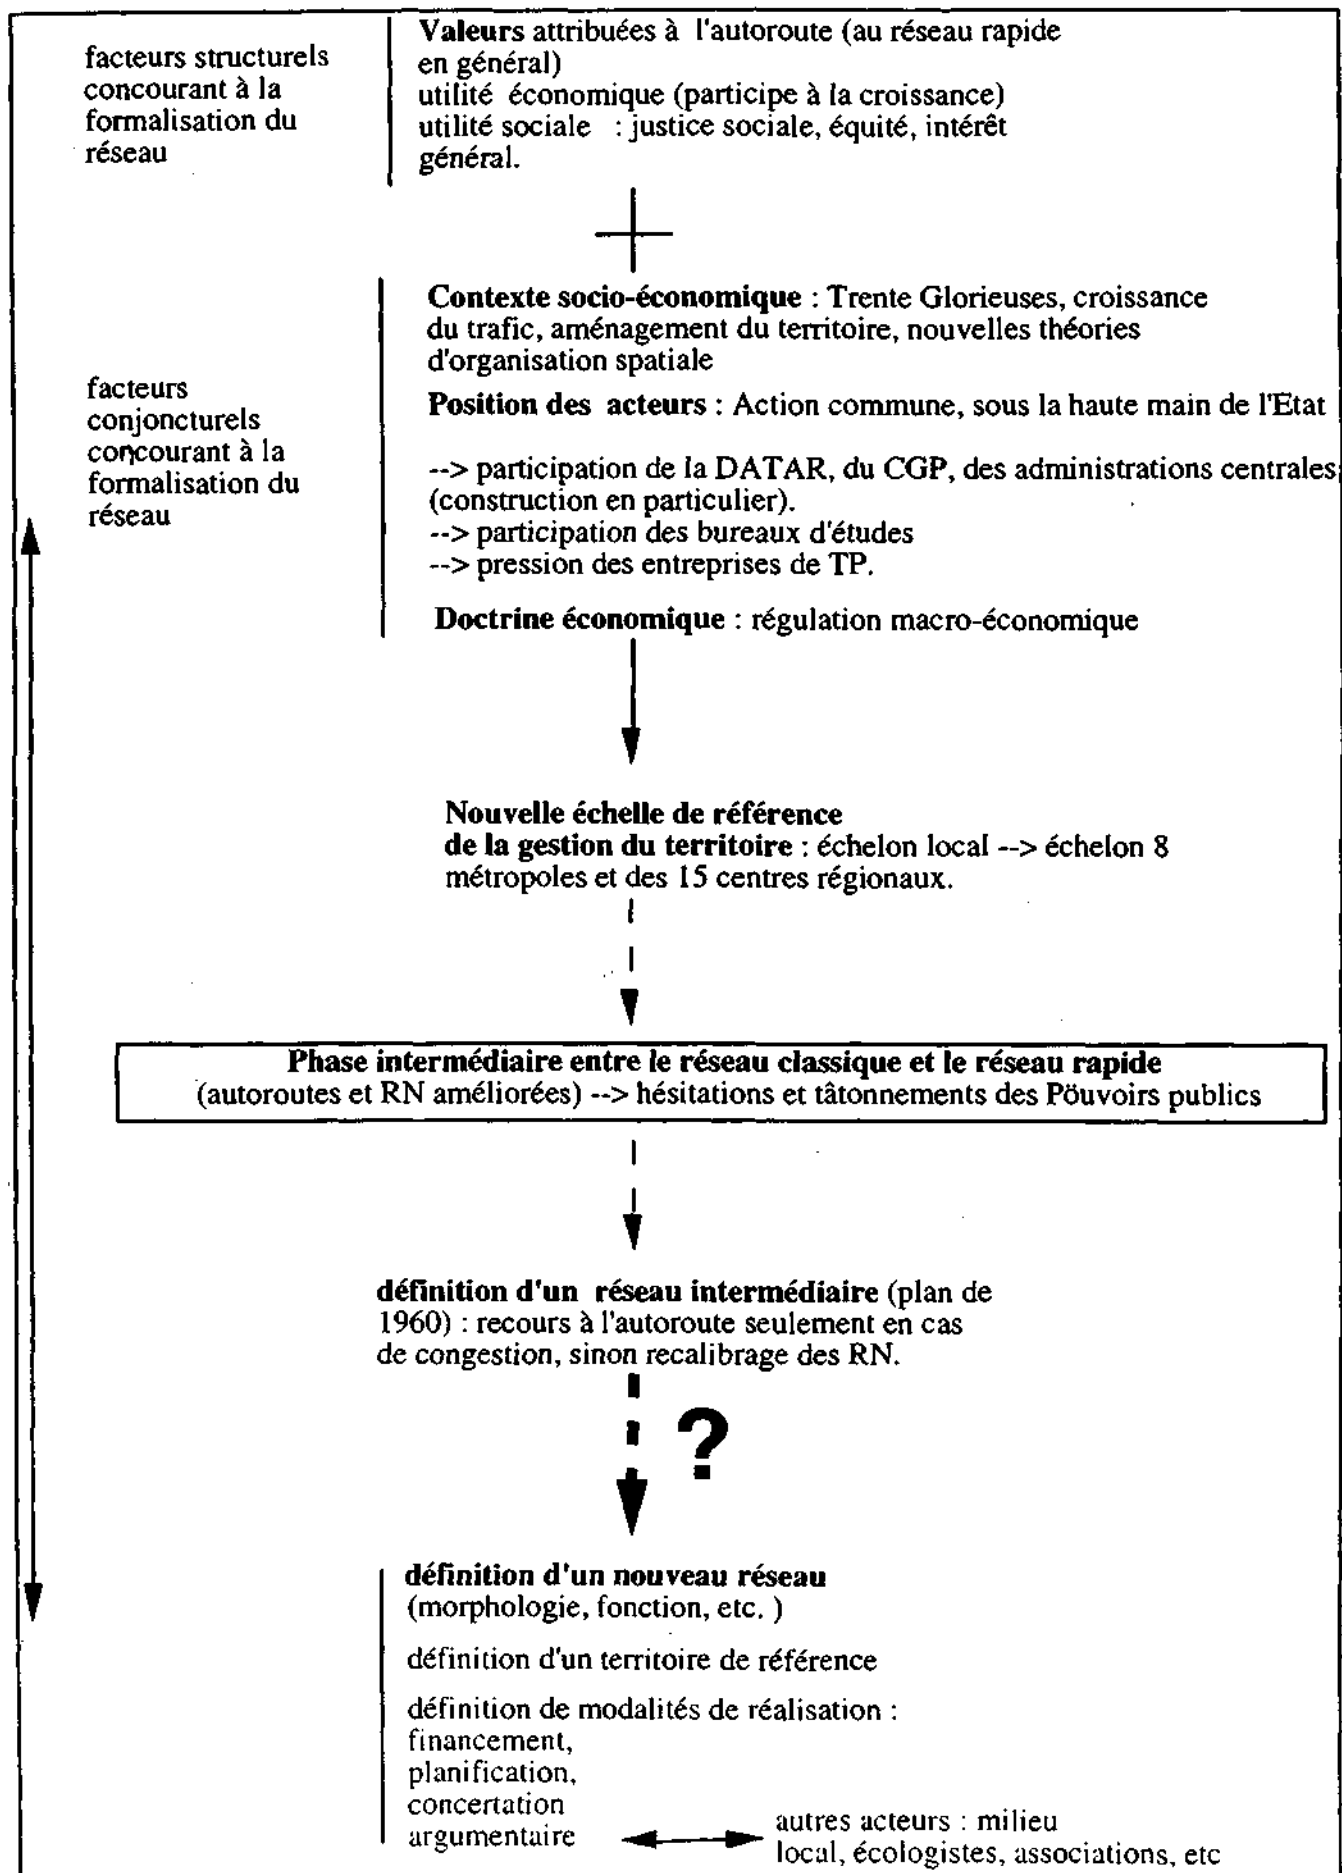 facteurs structurels
concourant à la
formalisation du
réseau
Valeurs attribuées à l'autoroute (au réseau rapide
en général)
utilité économique (participe à la croissance)
utilité sociale : justice sociale, équité, intérêt
général.
facteurs
conjoncturels
concourant à la
formalisation du
réseau
Contexte socio-économique : Trente Glorieuses, croissance
du trafic, aménagement du territoire, nouvelles théories
d'organisation spatiale
Position des acteurs : Action commune, sous la haute main de l'Etat
--> participation de la DATAR, du CGP, des administrations centrales
(construction en particulier).
--> participation des bureaux d'études
--> pression des entreprises de TP.
Doctrine économique : régulation macro-économique
Nouvelle échelle de référence
de la gestion du territoire : échelon local --> échelon 8
métropoles et des 15 centres régionaux.
Phase intermédiaire entre le réseau classique et le réseau rapide
(autoroutes et RN améliorées) --> hésitations et tâtonnements des Pöuvoirs publics
définition d'un réseau intermédiaire (plan de
1960) : recours à l'autoroute seulement en cas
de congestion, sinon recalibrage des RN.
?
définition d'un nouveau réseau
(morphologie, fonction, etc. )
définition d'un territoire de référence
définition de modalités de réalisation :
financement,
planification,
concertation
argumentaire
autres acteurs : milieu
local, écologistes, associations, etc